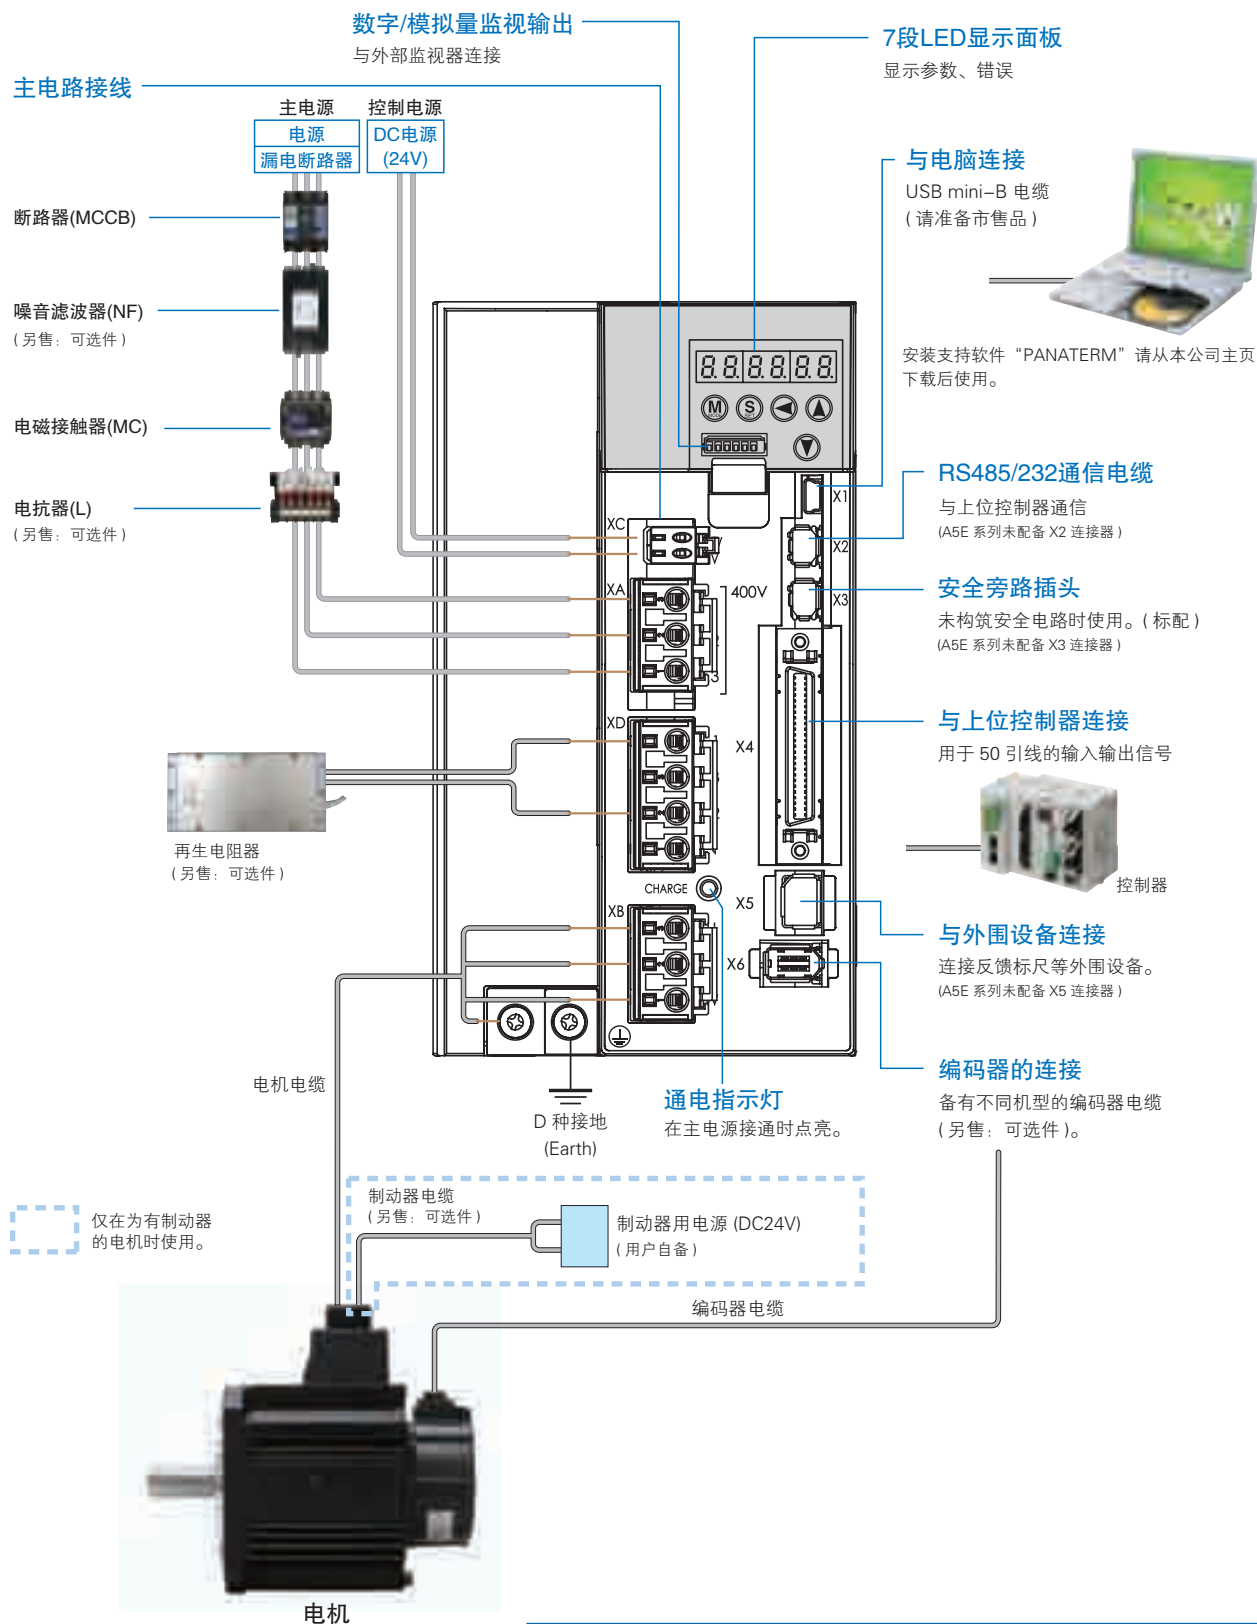 数字/模拟量监视输出
与外部监视器连接
7段LED显示面板
显示参数、错误
主电路接线
主电源
控制电源
电源
漏电断路器
DC电源
(24V)
与电脑连接
USB mini–B 电缆
( 请准备市售品 )
安装支持软件“PANATERM”请从本公司主页
下载后使用。
断路器(MCCB)
噪音滤波器(NF)
( 另售: 可选件 )
电磁接触器(MC)
电抗器(L)
( 另售: 可选件 )
8.8.8.8.8.8.
M
S
X1
RS485/232通信电缆
与上位控制器通信
(A5E 系列未配备 X2 连接器 )
X2
XC
安全旁路插头
未构筑安全电路时使用。( 标配 )
(A5E 系列未配备 X3 连接器 )
X3
XA
400V
3
与上位控制器连接
用于 50 引线的输入输出信号
X4
XD
控制器
再生电阻器
( 另售: 可选件 )
CHARGE
X5
XB
与外围设备连接
连接反馈标尺等外围设备。
(A5E 系列未配备 X5 连接器 )
X6
编码器的连接
备有不同机型的编码器电缆
( 另售: 可选件 )。
电机电缆
D 种接地
(Earth)
通电指示灯
在主电源接通时点亮。
仅在为有制动器
的电机时使用。
制动器电缆
( 另售: 可选件 )
制动器用电源 (DC24V)
( 用户自备 )
编码器电缆
电机